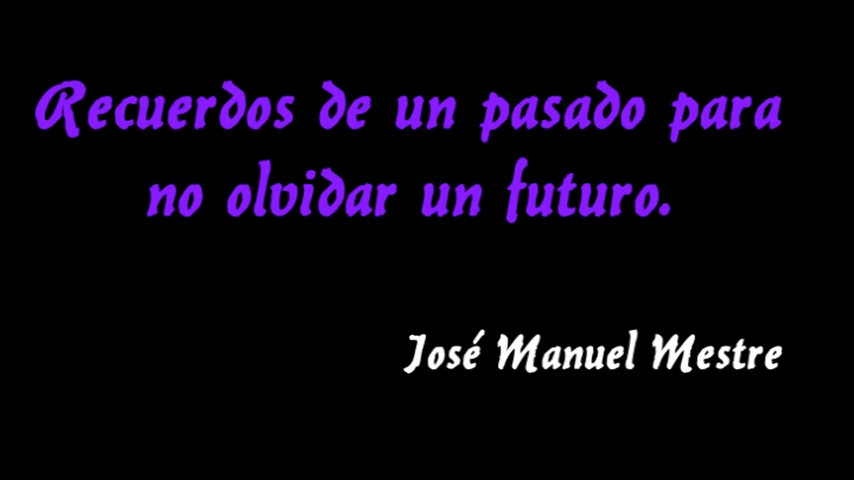 Recuerdos de un pasado para
no olvidar un futuro.
José Manuel Mestre